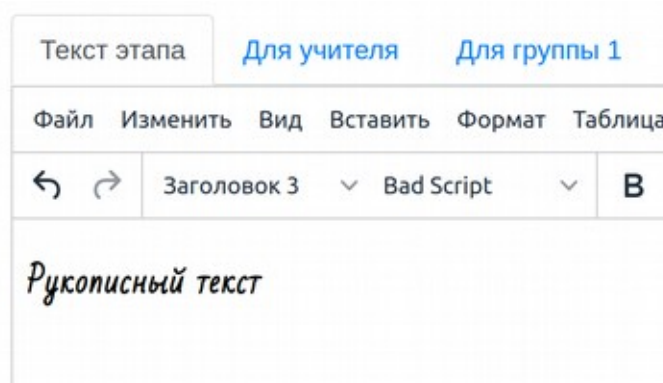 Текст этапа Для учителя Для группы 1
Файл Изменить Вид Вставить Формат Таблица
Заголовок 3 Bad Script B
Рукописный текст